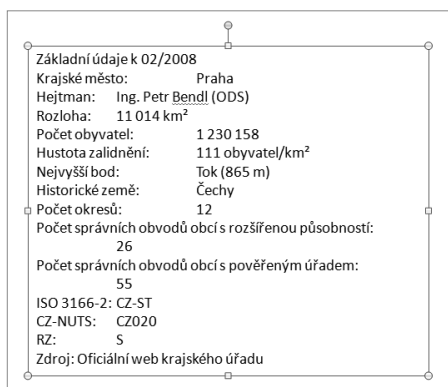 Základní údaje k 02/2008
Krajské město: Praha
Hejtman: Ing. Petr Bendl (ODS)
Rozloha: 11 014 km²
Počet obyvatel: 1 230 158
Hustota zalidnění: 111 obyvatel/km²
Nejvyšší bod: Tok (865 m)
Historické země: Čechy
Počet okresů: 12
Počet správních obvodů obcí s rozšířenou působností:
26
Počet správních obvodů obcí s pověřeným úřadem:
55
ISO 3166-2: CZ-ST
CZ-NUTS: CZ020
RZ: S
Zdroj: Oficiální web krajského úřadu